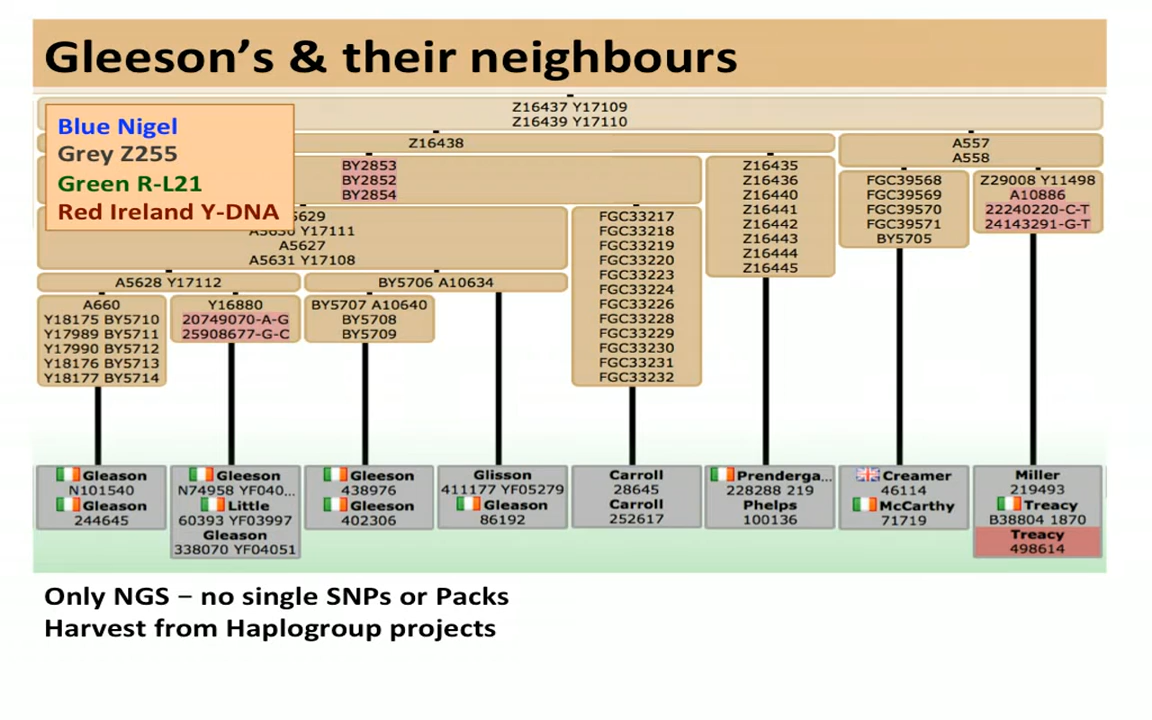 Gleeson’s & their neighbours
Z16437 Y17109
Z16439 Y17110
Blue Nigel
Grey Z255
Green R-L21
Red Ireland Y-DNA
Z16438
A557
A558
BY2853
BY2852
BY2854
Z16435
Z16436
Z16440
Z16441
Z16442
Z16443
Z16444
Z16445
FGC39568
FGC39569
FGC39570
FGC39571
BY5705
Z29008 Y11498
A10886
22240220-C-T
24143291-G-T
Y17111
A5627
A5631 Y17108
FGC33217
FGC33218
FGC33219
FGC33220
FGC33223
FGC33224
FGC33226
FGC33228
FGC33229
FGC33230
FGC33231
FGC33232
A5628 Y17112
BY5706 A10634
A660
Y18175 BY5710
Y17989 BY5711
Y17990 BY5712
Y18176 BY5713
Y18177 BY5714
Y16880
20749070-A-G
25908677-G-C
BY5707 A10640
BY5708
BY5709
Gleason
N101540
Gleason
244645
Gleeson
N74958 YF040...
Little
60393 YF03997
Gleason
338070 YF04051
Gleeson
438976
Gleeson
402306
Glisson
411177 YF05279
Gleason
86192
Carroll
28645
Carroll
252617
Prenderga...
228288 219
Phelps
100136
Creamer
46114
McCarthy
71719
Miller
219493
Treacy
B38804 1870
Treacy
498614
Only NGS – no single SNPs or Packs
Harvest from Haplogroup projects